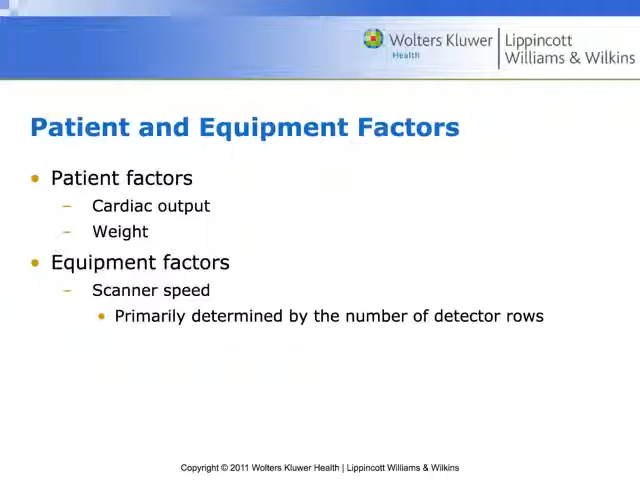 Wolters Kluwer
Health
Lippincott
Williams & Wilkins
Patient and Equipment Factors
• Patient factors
– Cardiac output
– Weight
• Equipment factors
– Scanner speed
• Primarily determined by the number of detector rows
Copyright © 2011 Wolters Kluwer Health | Lippincott Williams & Wilkins